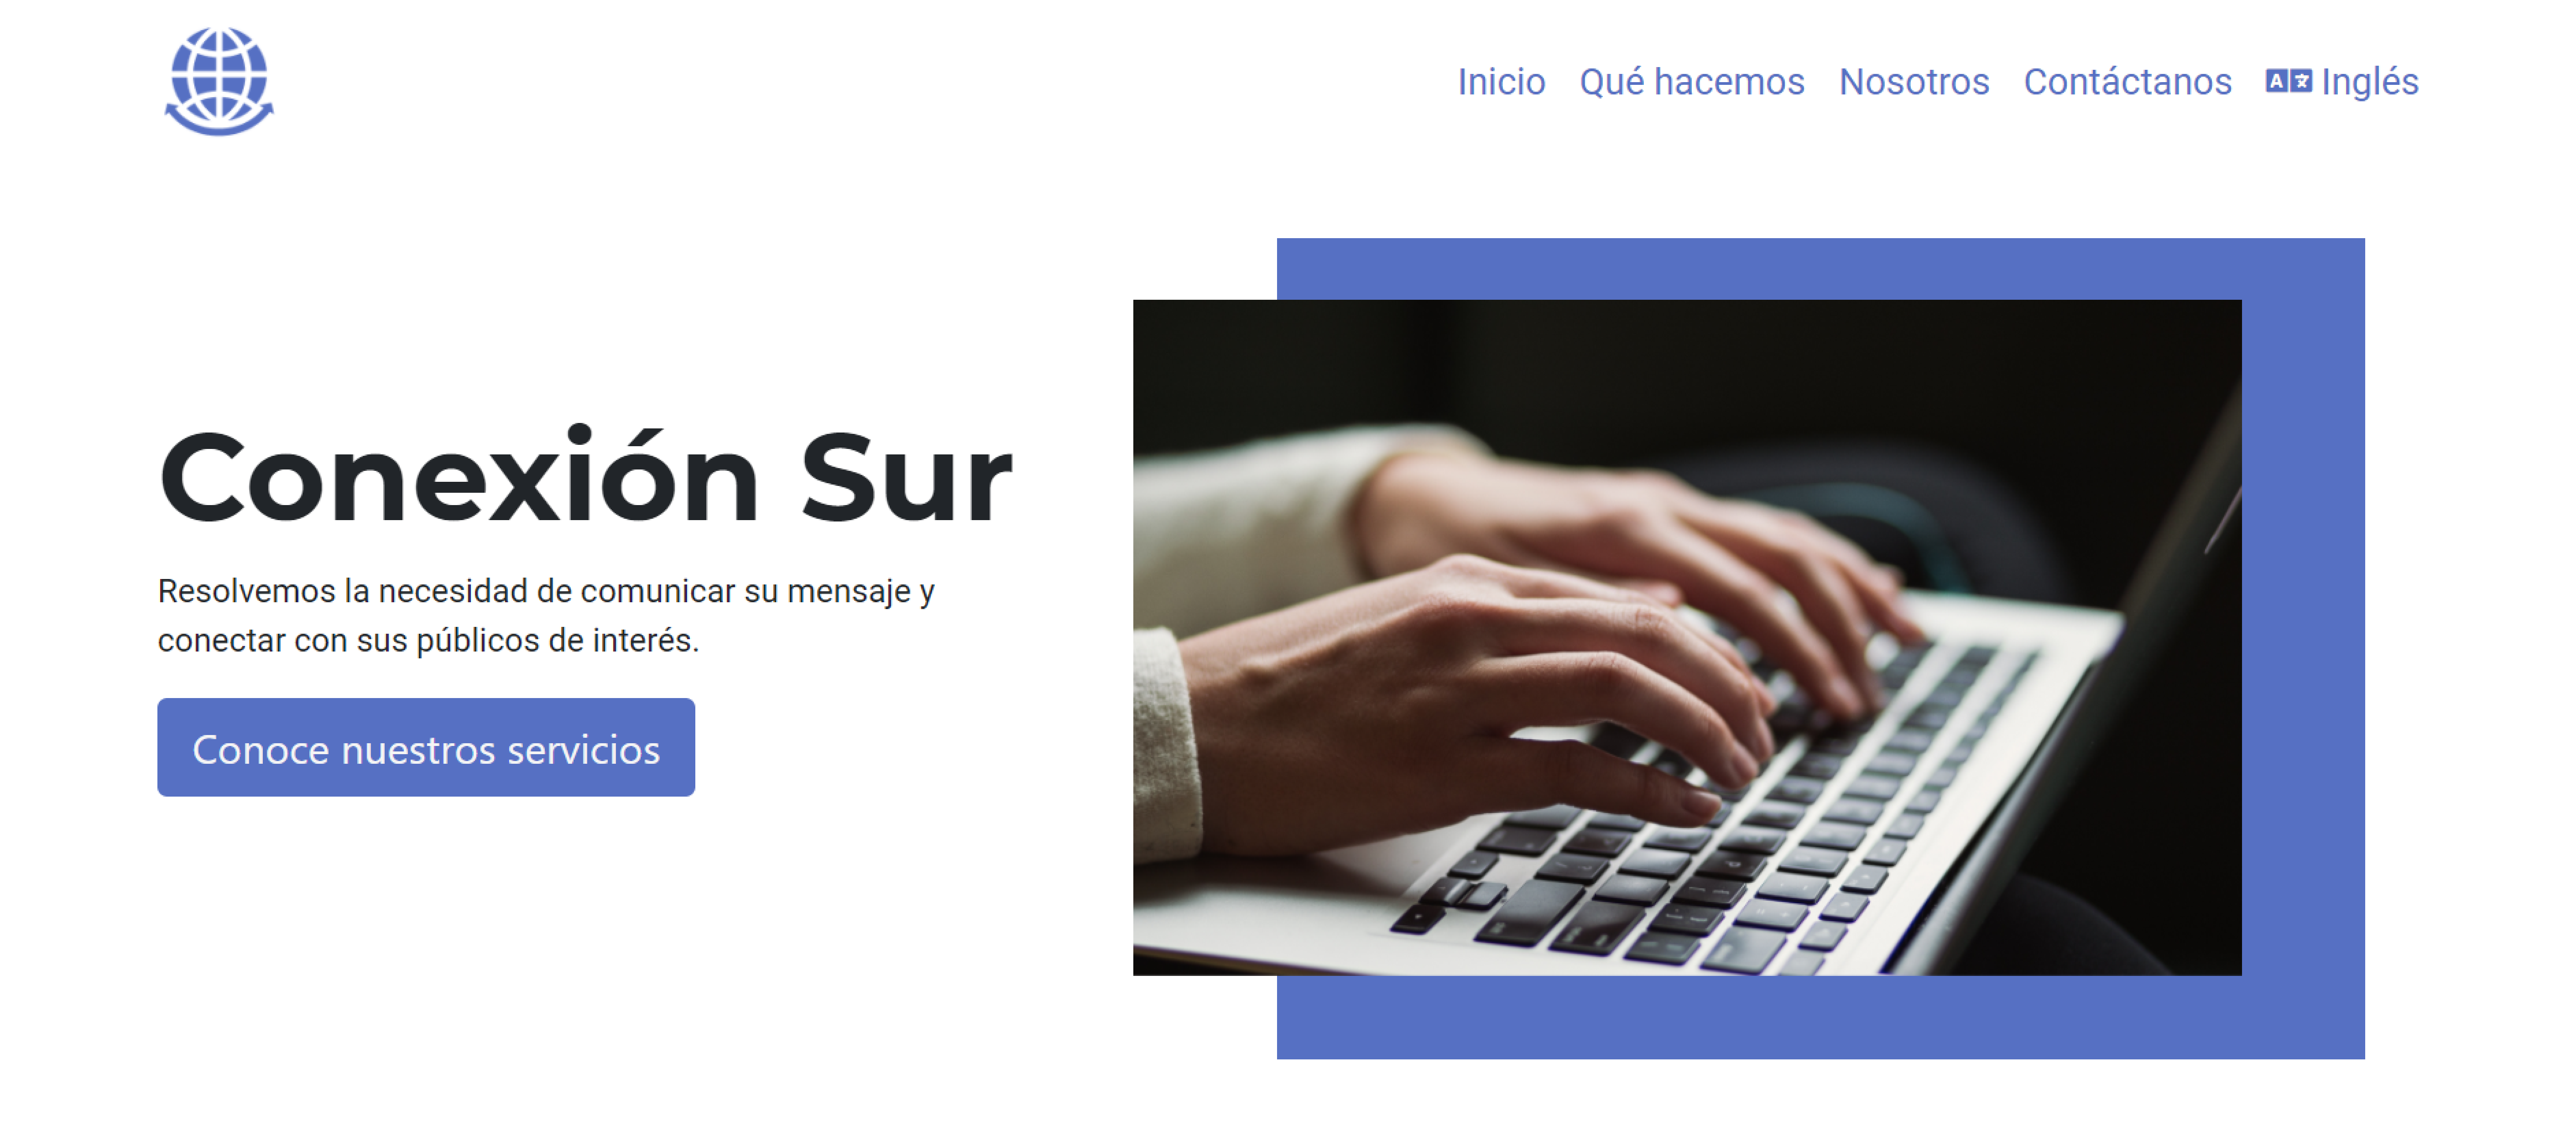 Inicio Qué hacemos Nosotros Contáctanos Inglés
Conexión Sur
Resolvemos la necesidad de comunicar su mensaje y
conectar con sus públicos de interés.
Conoce nuestros servicios